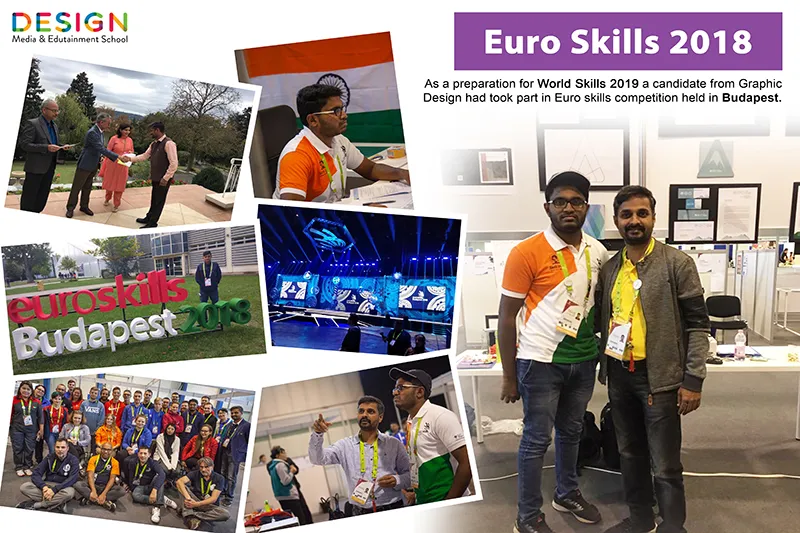 DESIGN
Media & Edutainment School
Euro Skills 2018
As a preparation for World Skills 2019 a candidate from Graphic
Design had took part in Euro skills competition held in Budapest.
euroskills
Budapest 2018
VANS